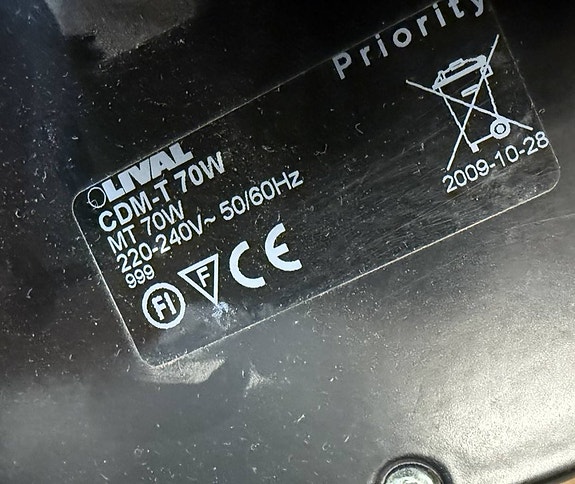 Priority
LIVAL
CDM-T 70W
MT 70W
220-240V~ 50/60Hz
999
FI F CE
2009-10-28